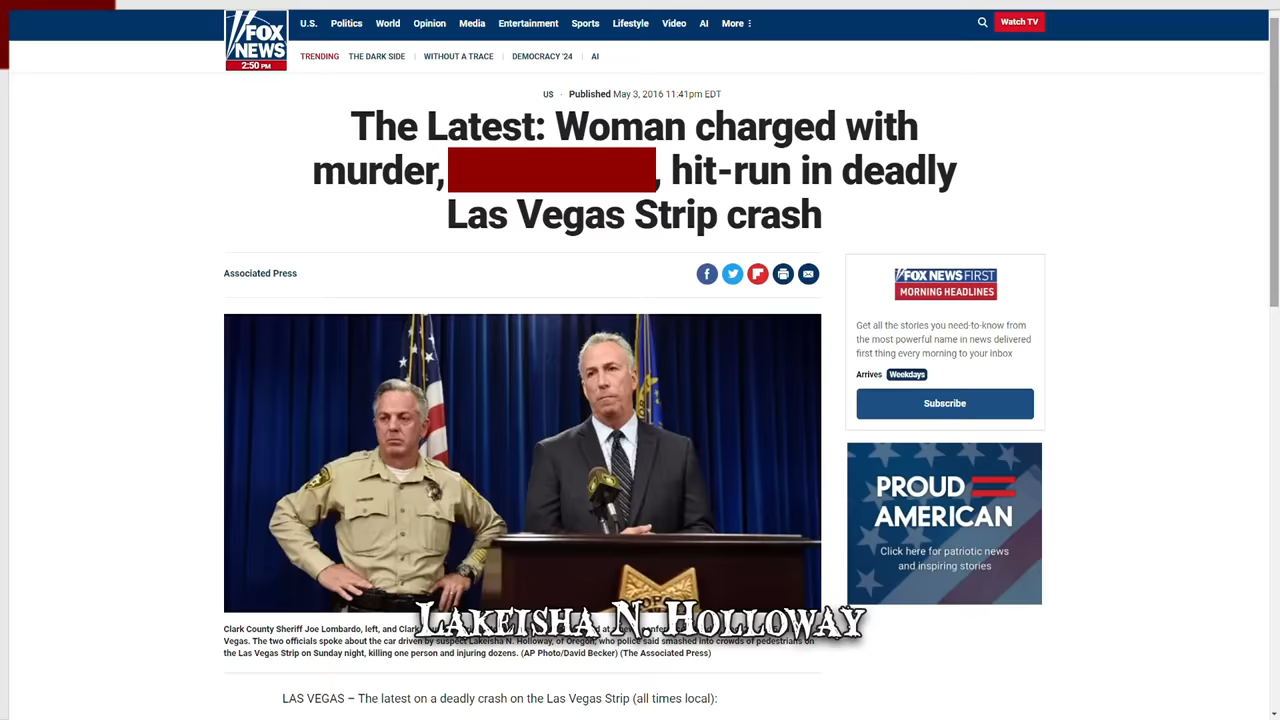 U.S. Politics World Opinion Media Entertainment Sports Lifestyle Video AI More Watch TV
FOX
NEWS
2:50 PM
TRENDING THE DARK SIDE WITHOUT A TRACE DEMOCRACY '24 AI
US · Published May 3, 2016 11:41pm EDT
The Latest: Woman charged with
murder, , hit-run in deadly
Las Vegas Strip crash
Associated Press
FOX NEWS FIRST
MORNING HEADLINES
Get all the stories you need-to-know from
the most powerful name in news delivered
first thing every morning to your inbox
Arrives Weekdays
Subscribe
PROUD
AMERICAN
Click here for patriotic news
and inspiring stories
Lakeisha N. Holloway
Clark County Sheriff Joe Lombardo, left, and Clark
Vegas. The two officials spoke about the car driven by suspect Lakeisha N. Holloway, of Oregon, who police said smashed into crowds of pedestrians on
the Las Vegas Strip on Sunday night, killing one person and injuring dozens. (AP Photo/David Becker) (The Associated Press)
LAS VEGAS – The latest on a deadly crash on the Las Vegas Strip (all times local):